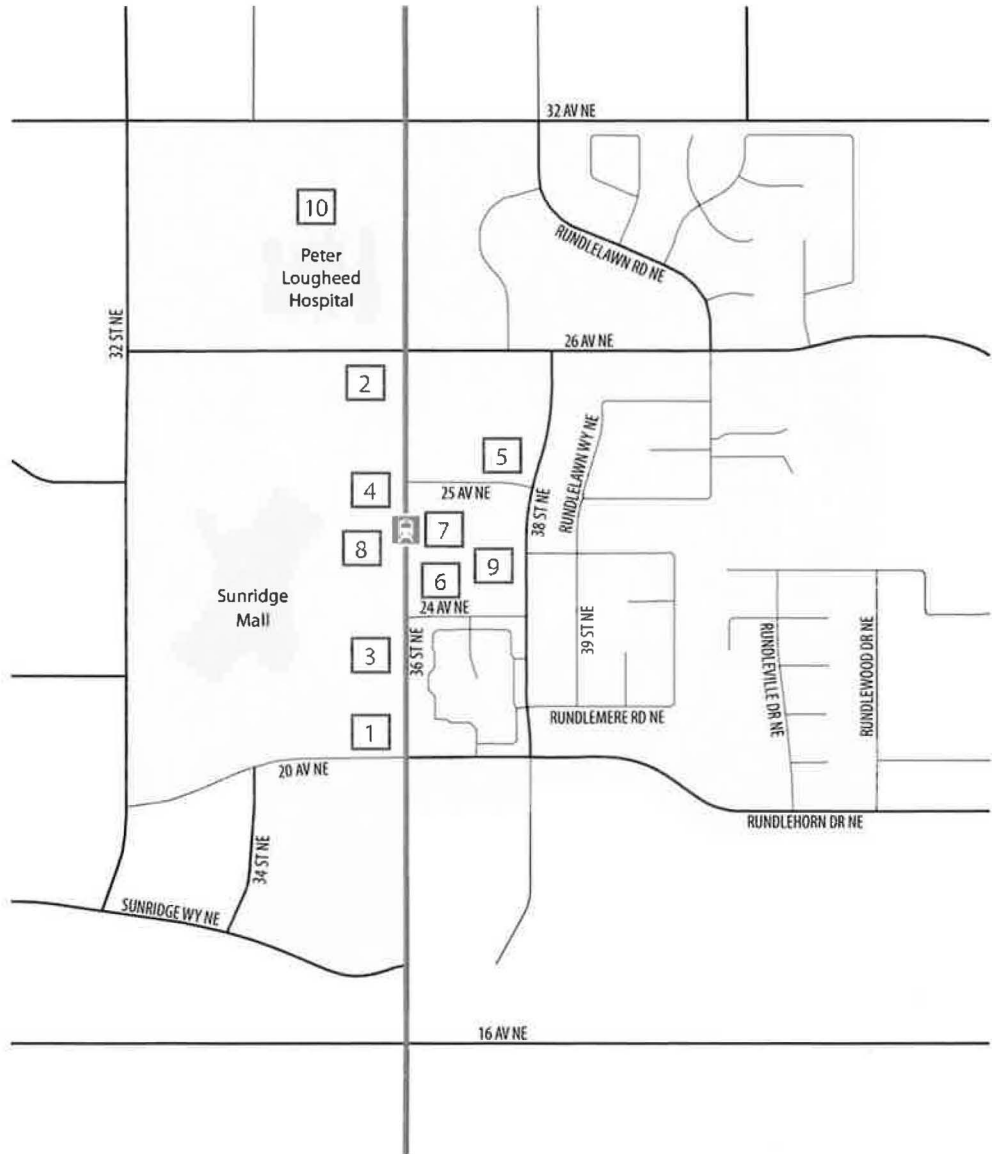 32 AV NE
10
Peter
Lougheed
Hospital
RUNDLELAWN RD NE
32 ST NE
26 AV NE
2
RUNDLELAWN WY NE
5
4
25 AV NE
38 ST NE
7
8
9
6
Sunridge
Mall
24 AV NE
36 ST NE
39 ST NE
3
RUNDLEVILLE DR NE
RUNDLEWOOD DR NE
1
RUNDLEMERE RD NE
20 AV NE
RUNDLEHORN DR NE
34 ST NE
SUNRIDGE WY NE
16 AV NE